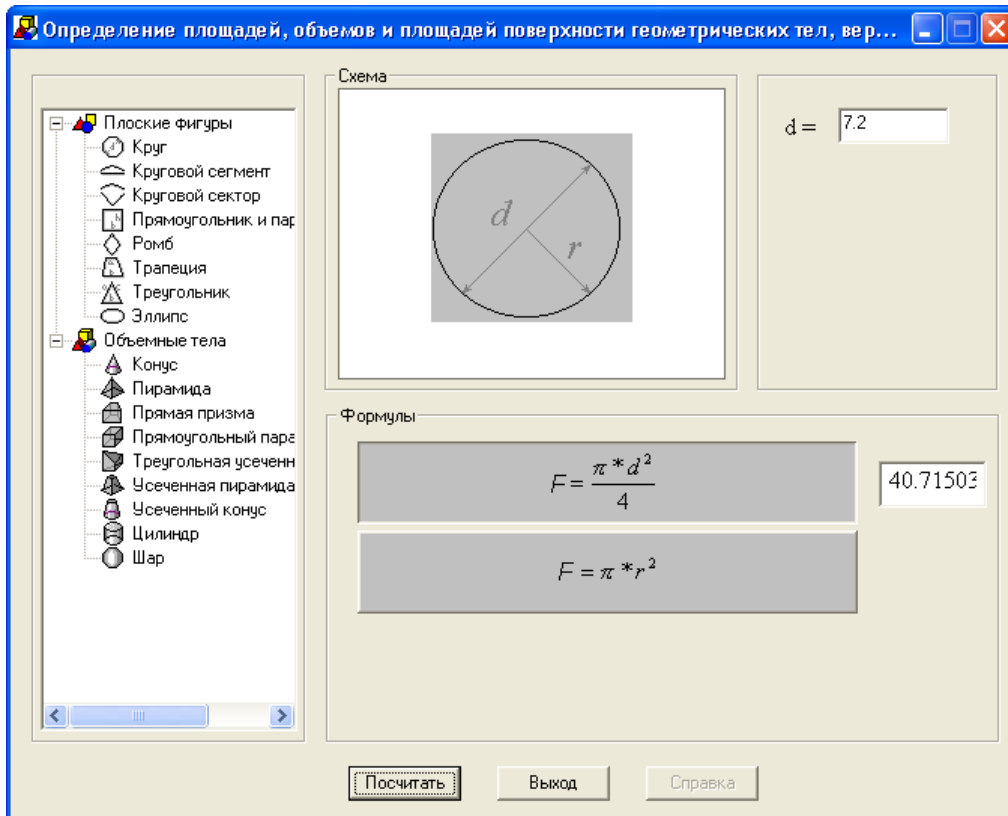 Определение площадей, объемов и площадей поверхности геометрических тел, вер...
Плоские фигуры
Круг
Круговой сегмент
Круговой сектор
Прямоугольник и пар
Ромб
Трапеция
Треугольник
Эллипс
Объемные тела
Конус
Пирамида
Прямая призма
Прямоугольный пара
Треугольная усеченн
Усеченная пирамида
Усеченный конус
Цилиндр
Шар
Схема
d
r
d = 7.2
Формулы
F = π * d² / 4
40.71503
F = π * r²
Посчитать Выход Справка